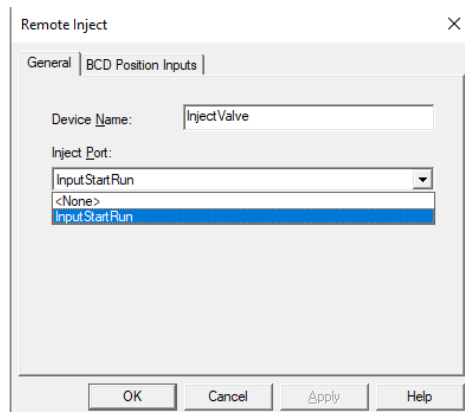 Remote Inject
General
BCD Position Inputs
Device Name:
InjectValve
Inject Port:
InputStartRun
<None>
InputStartRun
OK
Cancel
Apply
Help